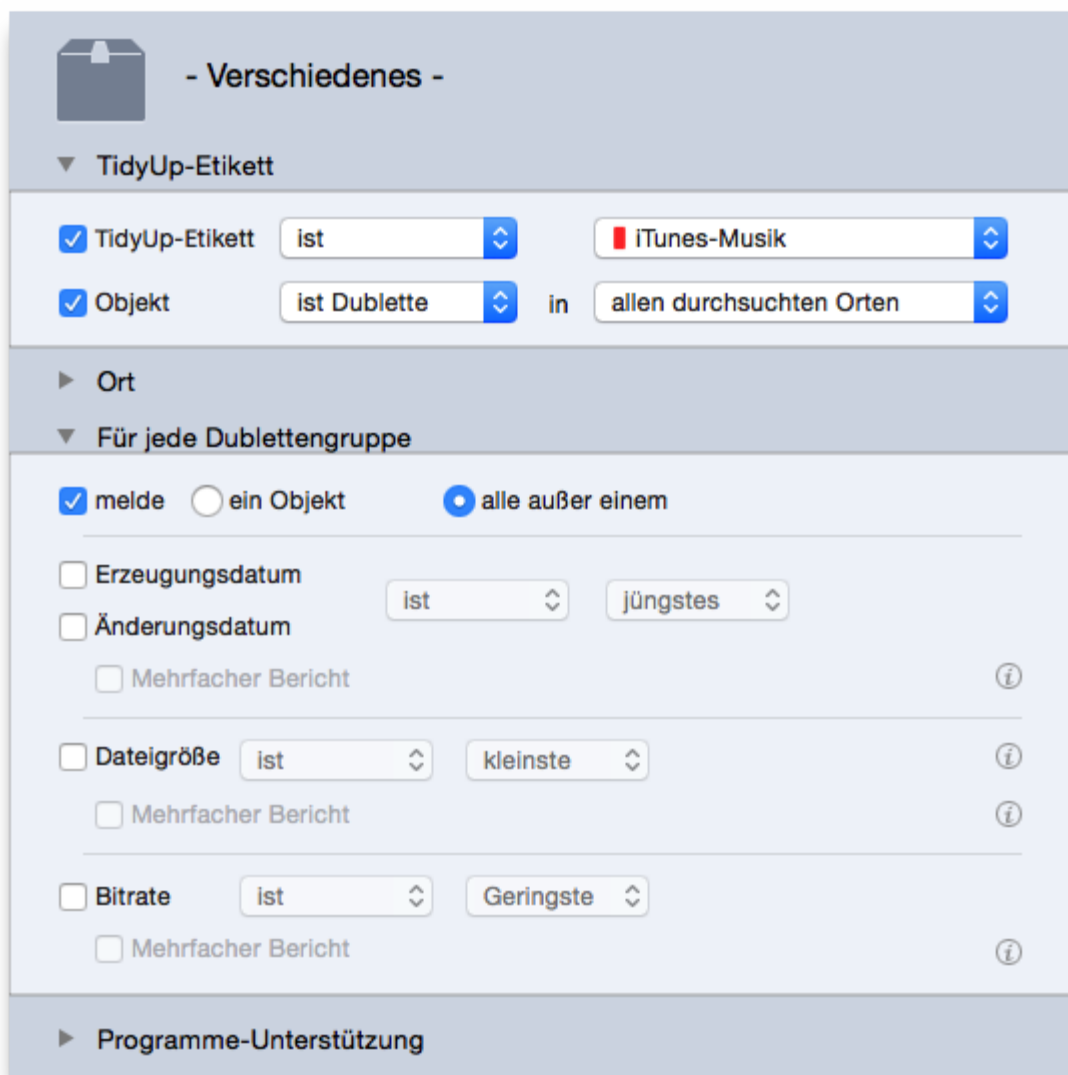 - Verschiedenes -
TidyUp-Etikett
TidyUp-Etikett ist iTunes-Musik
Objekt ist Dublette in allen durchsuchten Orten
Ort
Für jede Dublettengruppe
melde ein Objekt alle außer einem
Erzeugungsdatum
ist jüngstes
Änderungsdatum
Mehrfacher Bericht
Dateigröße ist kleinste
Mehrfacher Bericht
Bitrate ist Geringste
Mehrfacher Bericht
Programme-Unterstützung